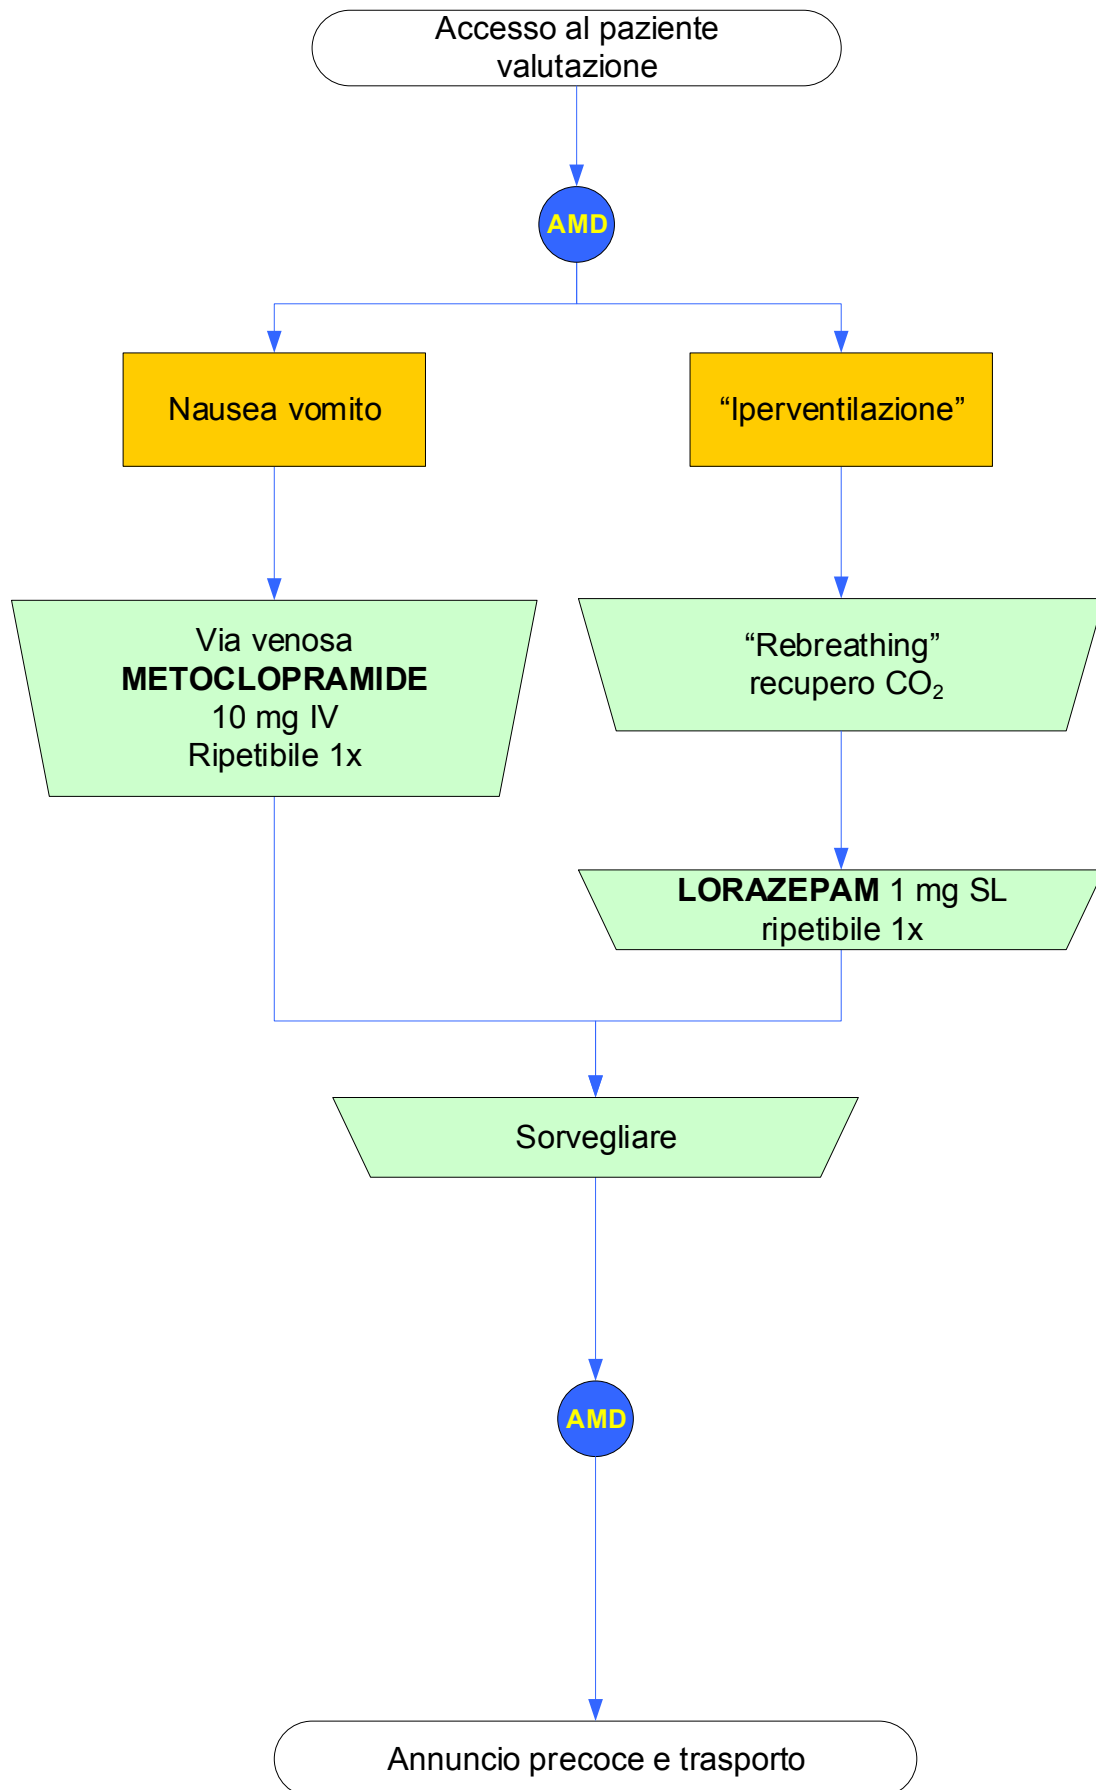 Accesso al paziente
valutazione
AMD
Nausea vomito
“Iperventilazione”
Via venosa
METOCLOPRAMIDE
10 mg IV
Ripetibile 1x
“Rebreathing”
recupero CO₂
LORAZEPAM 1 mg SL
ripetibile 1x
Sorvegliare
AMD
Annuncio precoce e trasporto